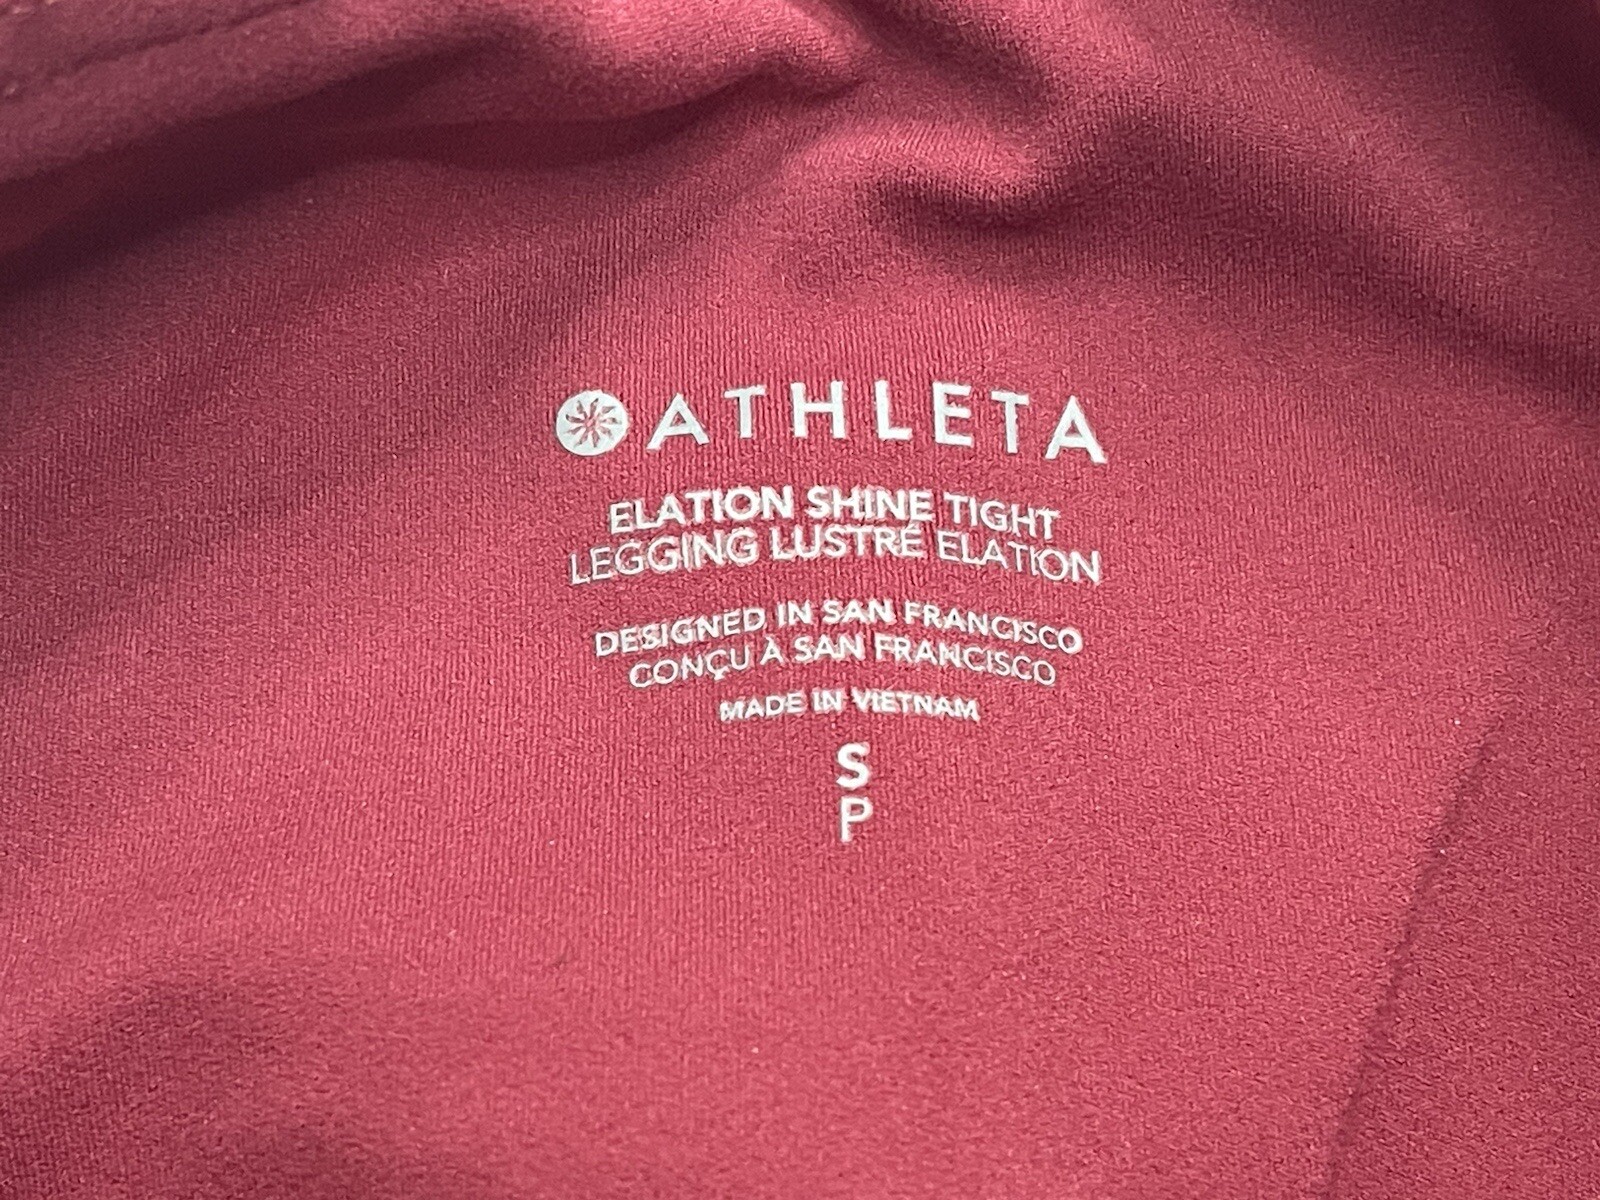 ATHLETA
ELATION SHINE TIGHT
LEGGING LUSTRÉ ELATION
DESIGNED IN SAN FRANCISCO
CONÇU À SAN FRANCISCO
MADE IN VIETNAM
S
P